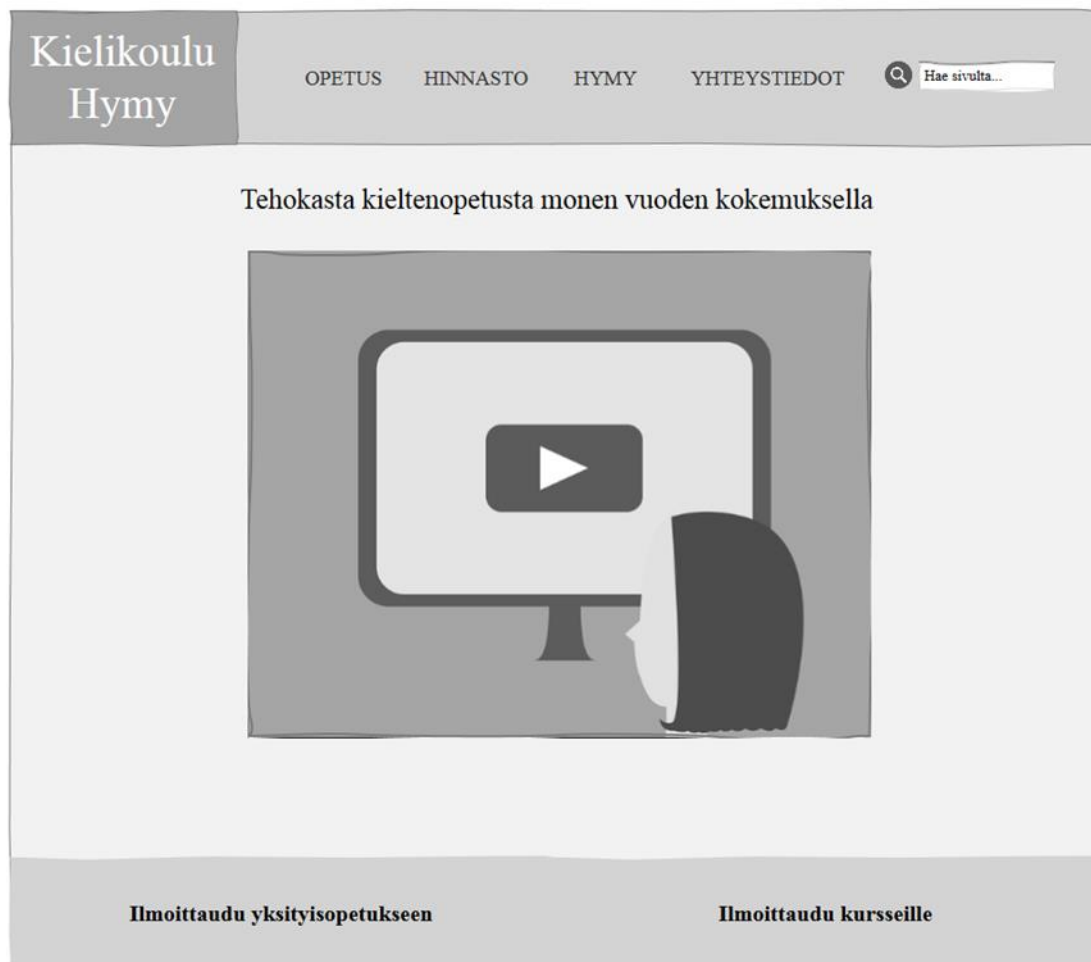 Kielikoulu
Hymy
OPETUS HINNASTO HYMY YHTEYSTIEDOT Hae sivulta...
Tehokasta kieltenopetusta monen vuoden kokemuksella
Ilmoittaudu yksityisopetukseen Ilmoittaudu kursseille